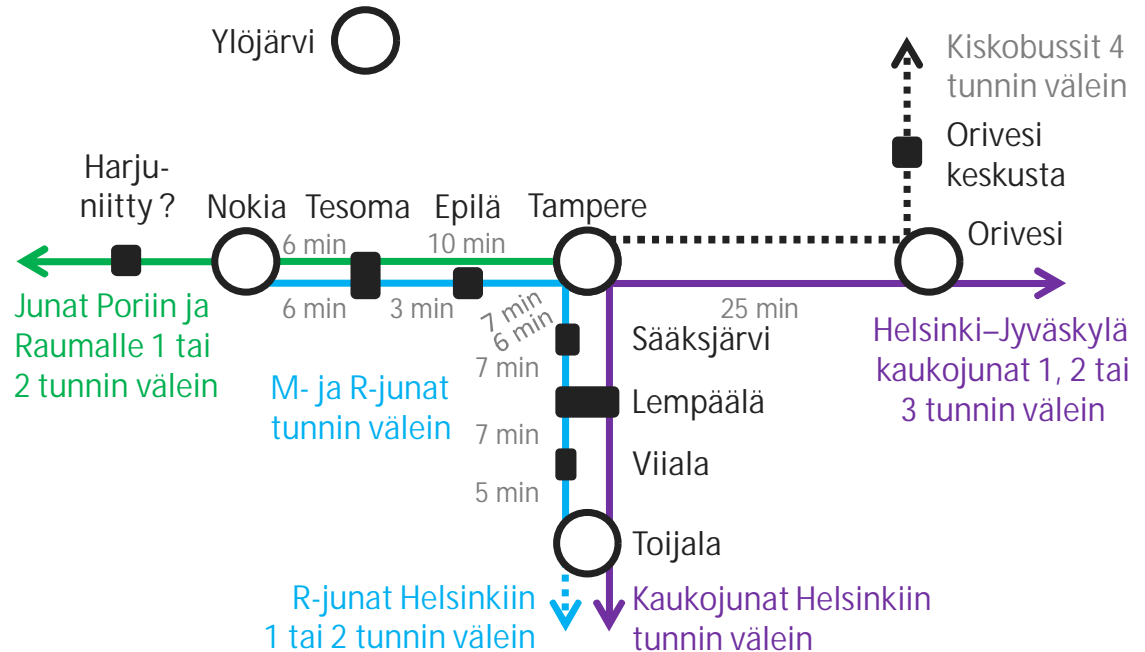 Ylöjärvi
Kiskobussit 4
tunnin välein
Orivesi
keskusta
Harju-
niitty ?
Nokia
Tesoma
Epilä
Tampere
Orivesi
6 min
10 min
6 min
3 min
7 min
6 min
25 min
Junat Poriin ja
Raumalle 1 tai
2 tunnin välein
M- ja R-junat
tunnin välein
Helsinki–Jyväskylä
kaukojunat 1, 2 tai
3 tunnin välein
Sääksjärvi
7 min
Lempäälä
7 min
Viiala
5 min
Toijala
R-junat Helsinkiin
1 tai 2 tunnin välein
Kaukojunat Helsinkiin
tunnin välein